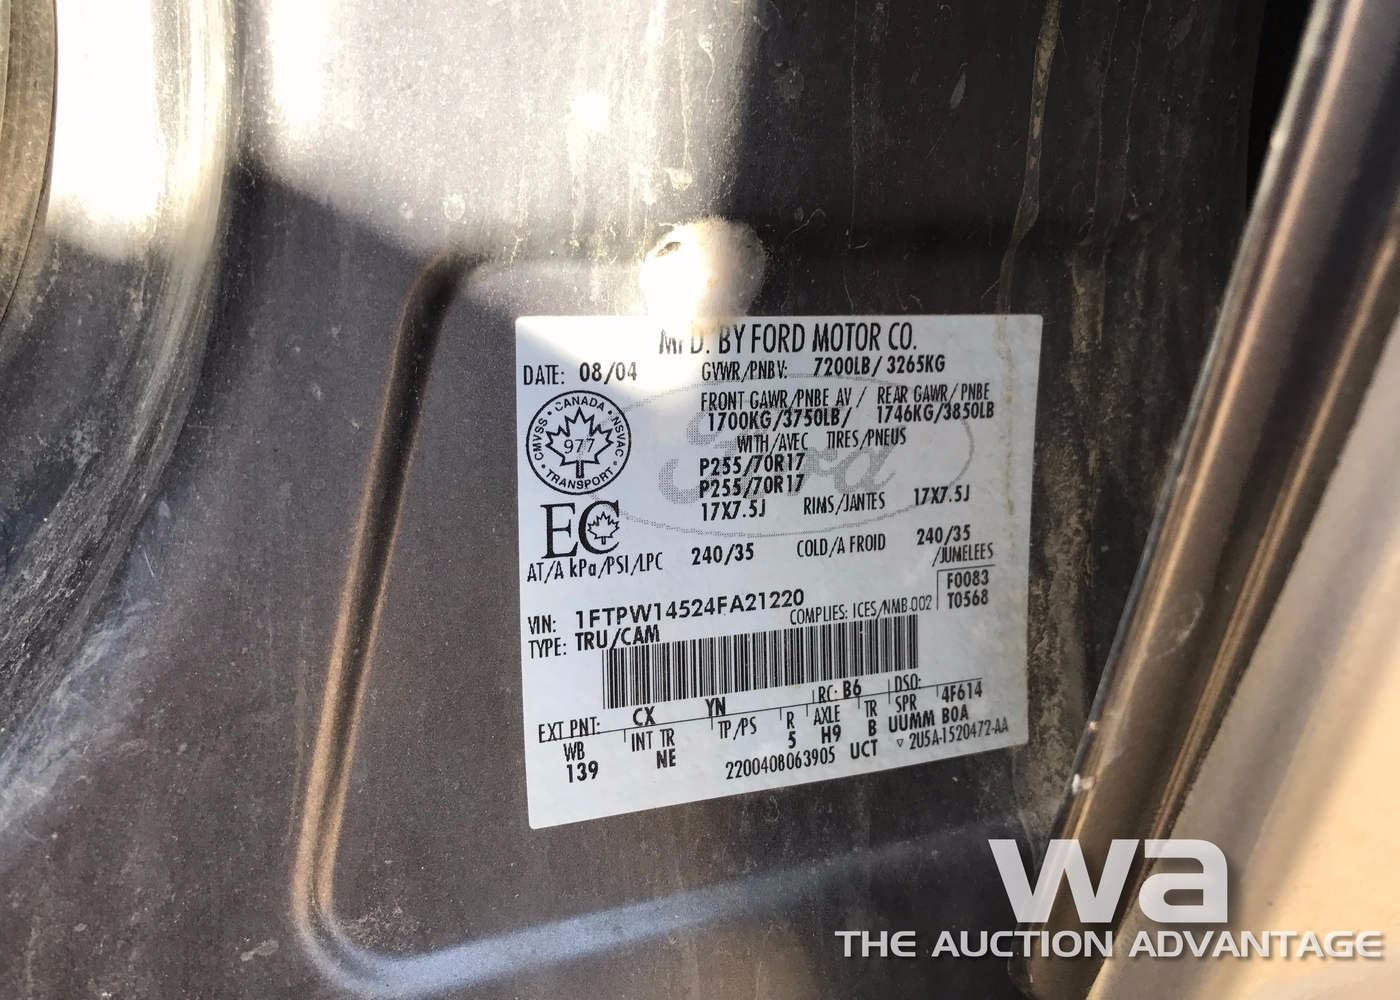 MFD. BY FORD MOTOR CO.
DATE: 08/04 GVWR/PNBV: 7200LB/ 3265KG
FRONT GAWR/PNBE AV / REAR GAWR/PNBE
1700KG/3750LB/ 1746KG/3850LB
WITH/AVEC TIRES/PNEUS
P255/70R17
P255/70R17
17X7.5J RIMS/JANTES 17X7.5J
CANADA
CMVSS · NSVAC
977
TRANSPORT
Ford
EC
AT/A kPa/PSI/LPC 240/35 COLD/A FROID 240/35
/JUMELEES
F0083
T0568
VIN: 1FTPW14524FA21220
COMPLIES: ICES/NMB-002
TYPE: TRU/CAM
EXT PNT: CX YN RC: B6 DSO:
WB INT TR TP/PS R AXLE TR SPR 4F614
139 NE 5 H9 B UUMM BOA
2200408063905 UCT ▽ 2U5A-1520472-AA
wa
THE AUCTION ADVANTAGE